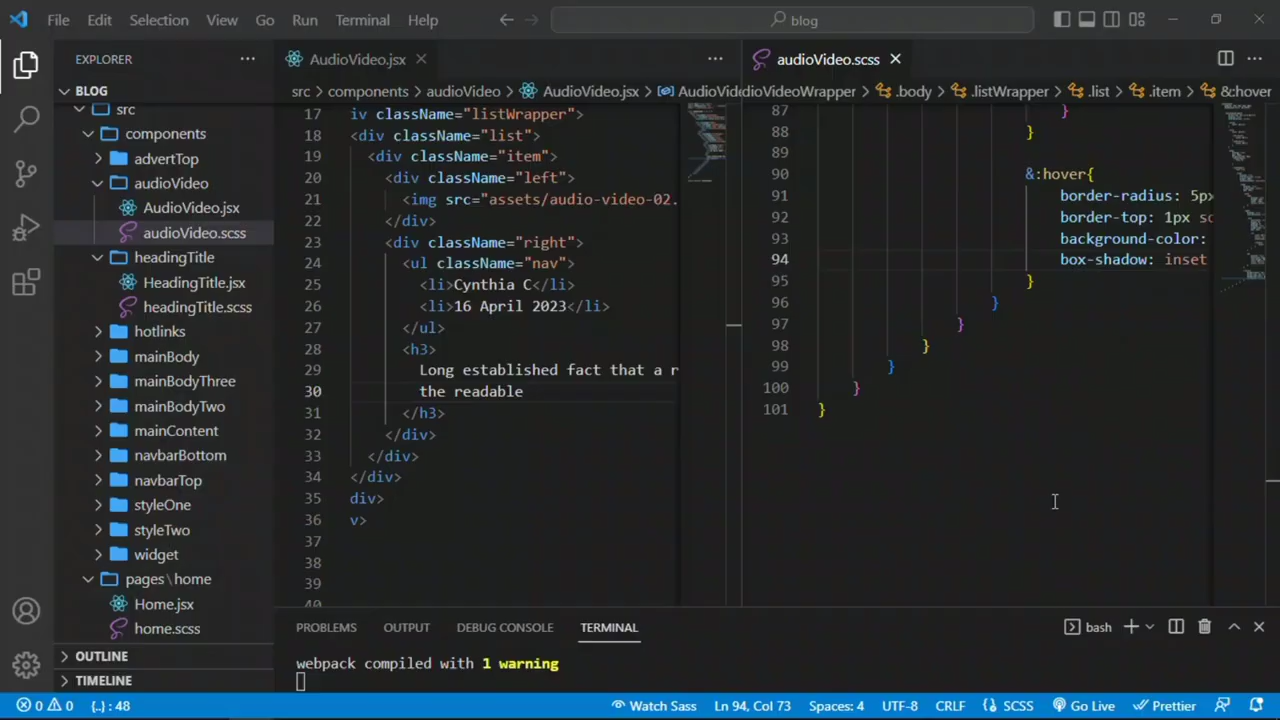 File Edit Selection View Go Run Terminal Help
blog
EXPLORER
BLOG
src
components
advertTop
audioVideo
AudioVideo.jsx
audioVideo.scss
headingTitle
HeadingTitle.jsx
headingTitle.scss
hotlinks
mainBody
mainBodyThree
mainBodyTwo
mainContent
navbarBottom
navbarTop
styleOne
styleTwo
widget
pages\home
Home.jsx
home.scss
OUTLINE
TIMELINE
AudioVideo.jsx
src > components > audioVideo > AudioVideo.jsx > AudioVid
17 iv className="listWrapper">
18 <div className="list">
19 <div className="item">
20 <div className="left">
21 <img src="assets/audio-video-02.
22 </div>
23 <div className="right">
24 <ul className="nav">
25 <li>Cynthia C</li>
26 <li>16 April 2023</li>
27 </ul>
28 <h3>
29 Long established fact that a r
30 the readable
31 </h3>
32 </div>
33 </div>
34 </div>
35 div>
36 v>
37
38
39
40
audioVideo.scss
dioVideoWrapper > .body > .listWrapper > .list > .item > &:hover
87 }
88 }
89
90 &:hover{
91 border-radius: 5px
92 border-top: 1px so
93 background-color:
94 box-shadow: inset
95 }
96 }
97 }
98 }
99 }
100 }
101 }
PROBLEMS OUTPUT DEBUG CONSOLE TERMINAL
bash
webpack compiled with 1 warning
0 0 {..} : 48 Watch Sass Ln 94, Col 73 Spaces: 4 UTF-8 CRLF SCSS Go Live Prettier